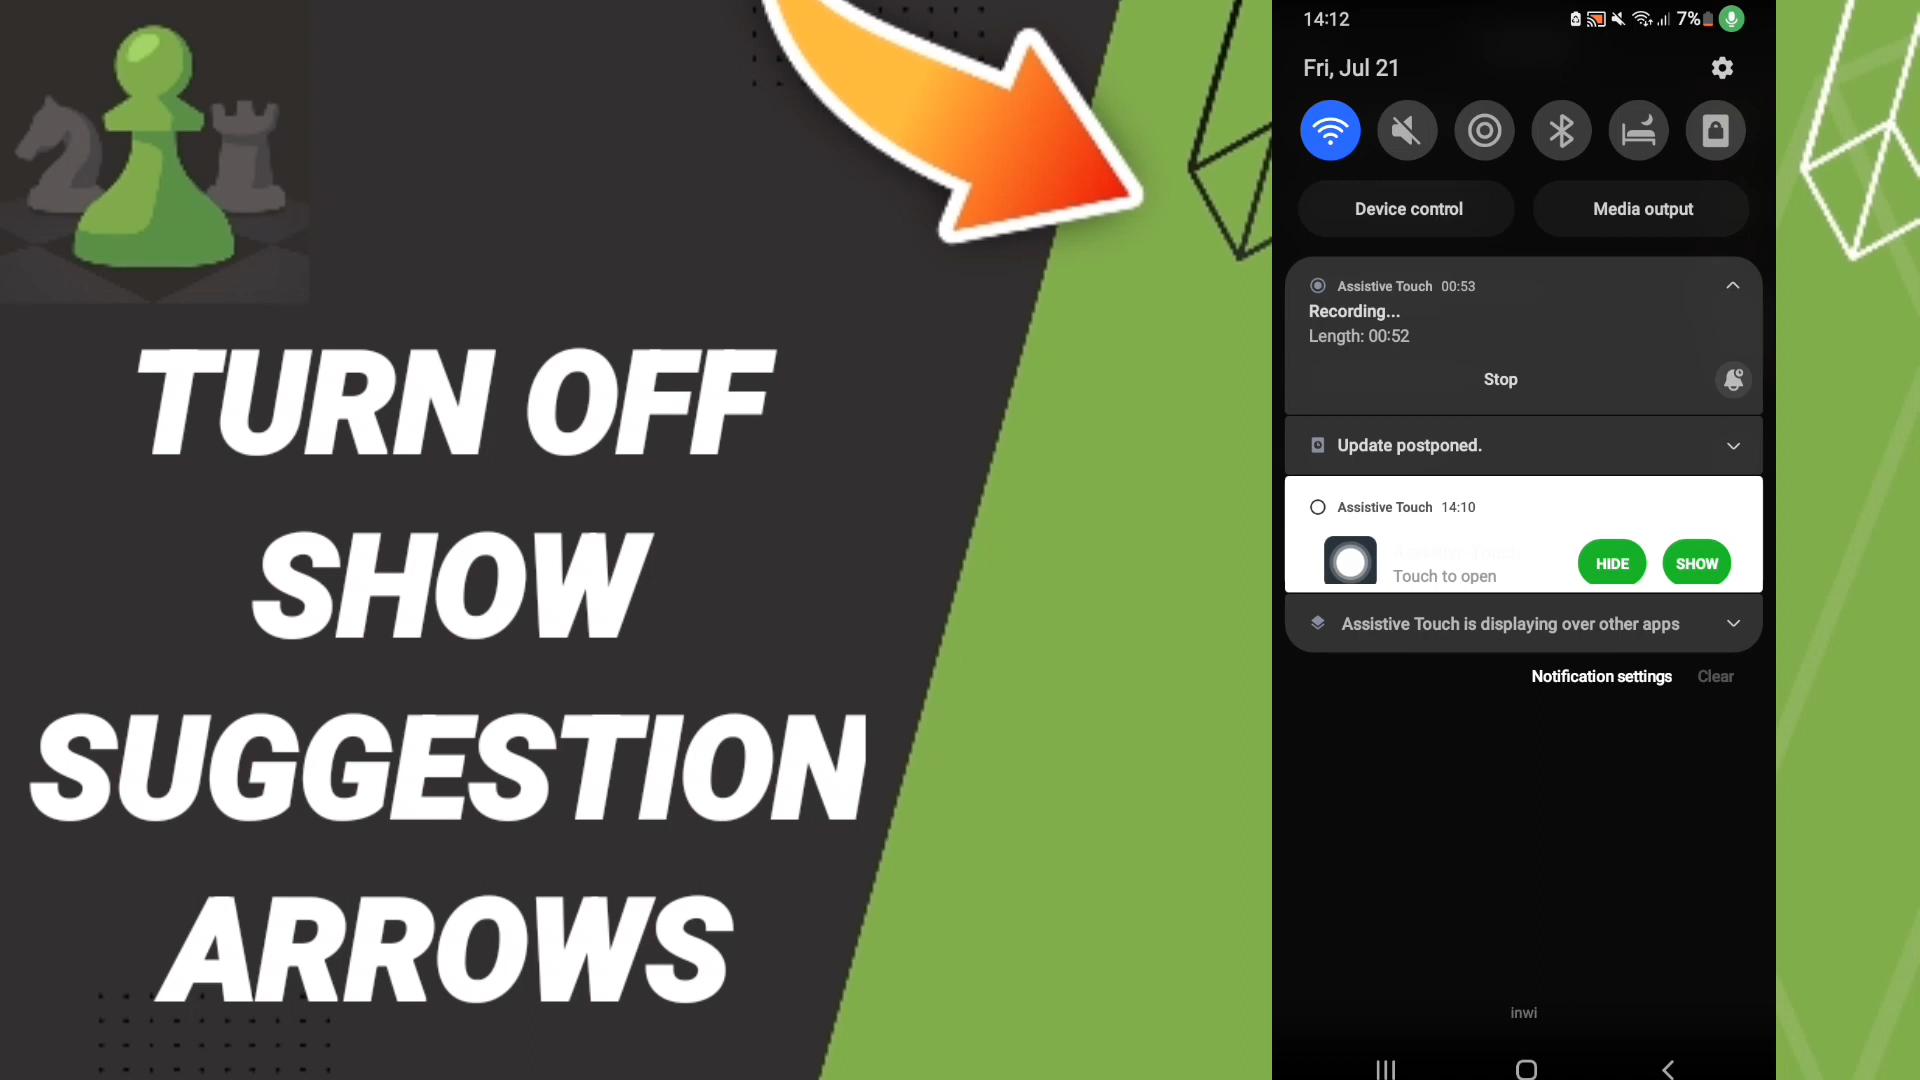 TURN OFF
SHOW
SUGGESTION
ARROWS
14:12
7%
Fri, Jul 21
Device control
Media output
Assistive Touch 00:53
Recording...
Length: 00:52
Stop
Update postponed.
Assistive Touch 14:10
Assistive Touch
Touch to open
HIDE
SHOW
Assistive Touch is displaying over other apps
Notification settings
Clear
inwi